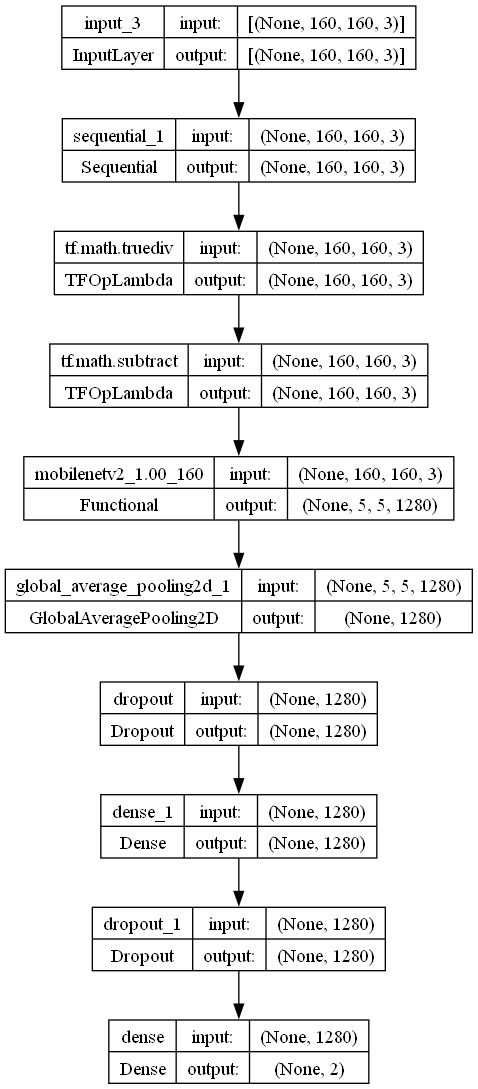 input_3 input: [(None, 160, 160, 3)]
InputLayer output: [(None, 160, 160, 3)]
sequential_1 input: (None, 160, 160, 3)
Sequential output: (None, 160, 160, 3)
tf.math.truediv input: (None, 160, 160, 3)
TFOpLambda output: (None, 160, 160, 3)
tf.math.subtract input: (None, 160, 160, 3)
TFOpLambda output: (None, 160, 160, 3)
mobilenetv2_1.00_160 input: (None, 160, 160, 3)
Functional output: (None, 5, 5, 1280)
global_average_pooling2d_1 input: (None, 5, 5, 1280)
GlobalAveragePooling2D output: (None, 1280)
dropout input: (None, 1280)
Dropout output: (None, 1280)
dense_1 input: (None, 1280)
Dense output: (None, 1280)
dropout_1 input: (None, 1280)
Dropout output: (None, 1280)
dense input: (None, 1280)
Dense output: (None, 2)